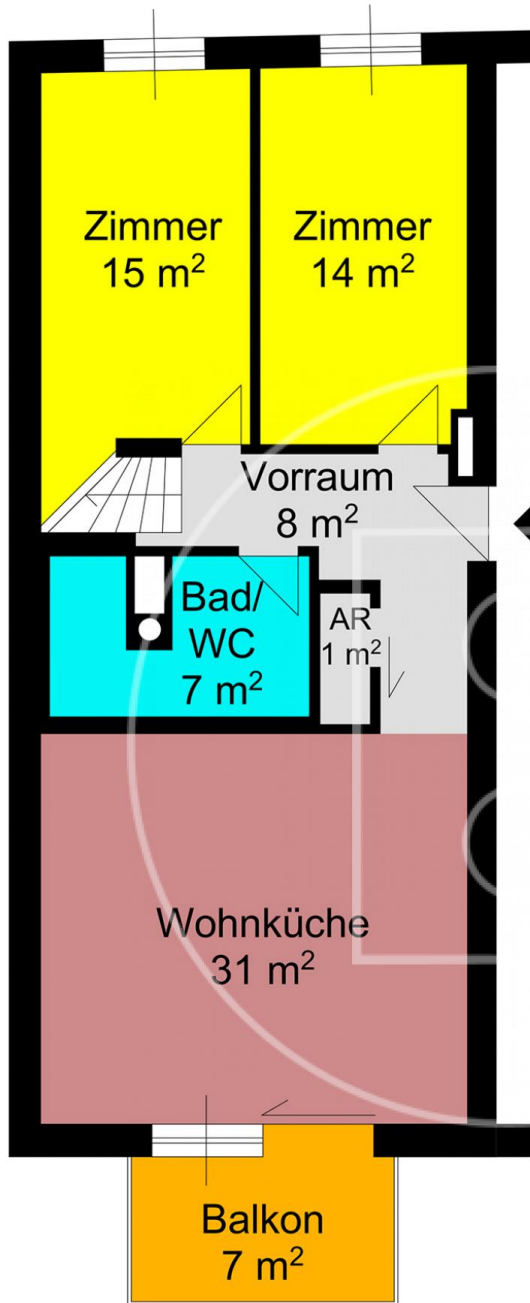 Zimmer
15 m²
Zimmer
14 m²
Vorraum
8 m²
Bad/
WC
7 m²
AR
1 m²
Wohnküche
31 m²
Balkon
7 m²